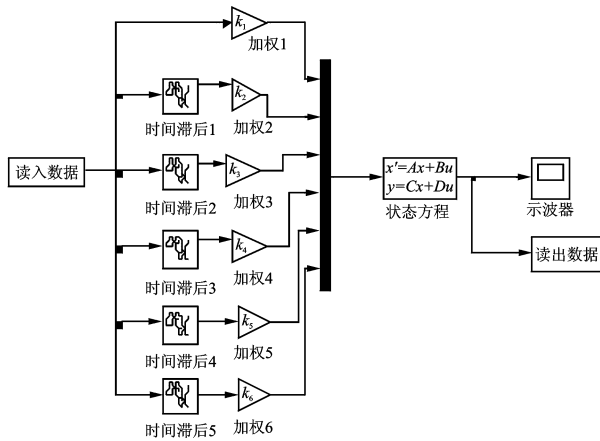 k₁
加权1
k₂
时间滞后1
加权2
读入数据
k₃
时间滞后2
加权3
x'=Ax+Bu
y=Cx+Du
状态方程
示波器
读出数据
k₄
时间滞后3
加权4
k₅
时间滞后4
加权5
k₆
时间滞后5
加权6